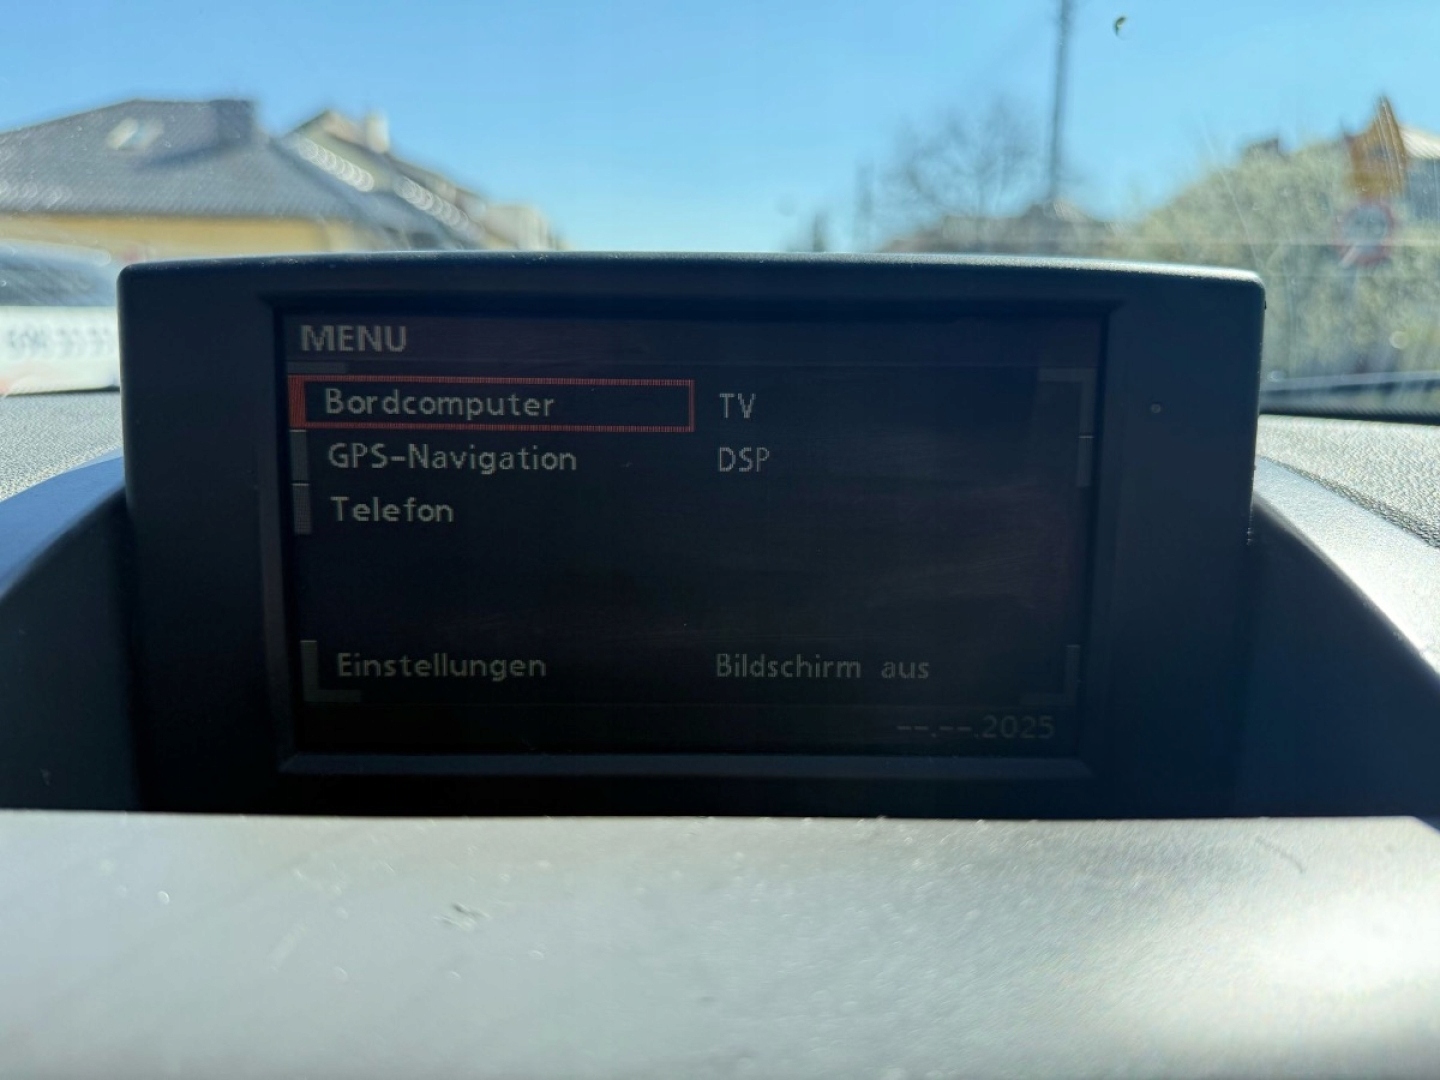 MENU
Bordcomputer TV
GPS-Navigation DSP
Telefon
Einstellungen Bildschirm aus
--.--.2025